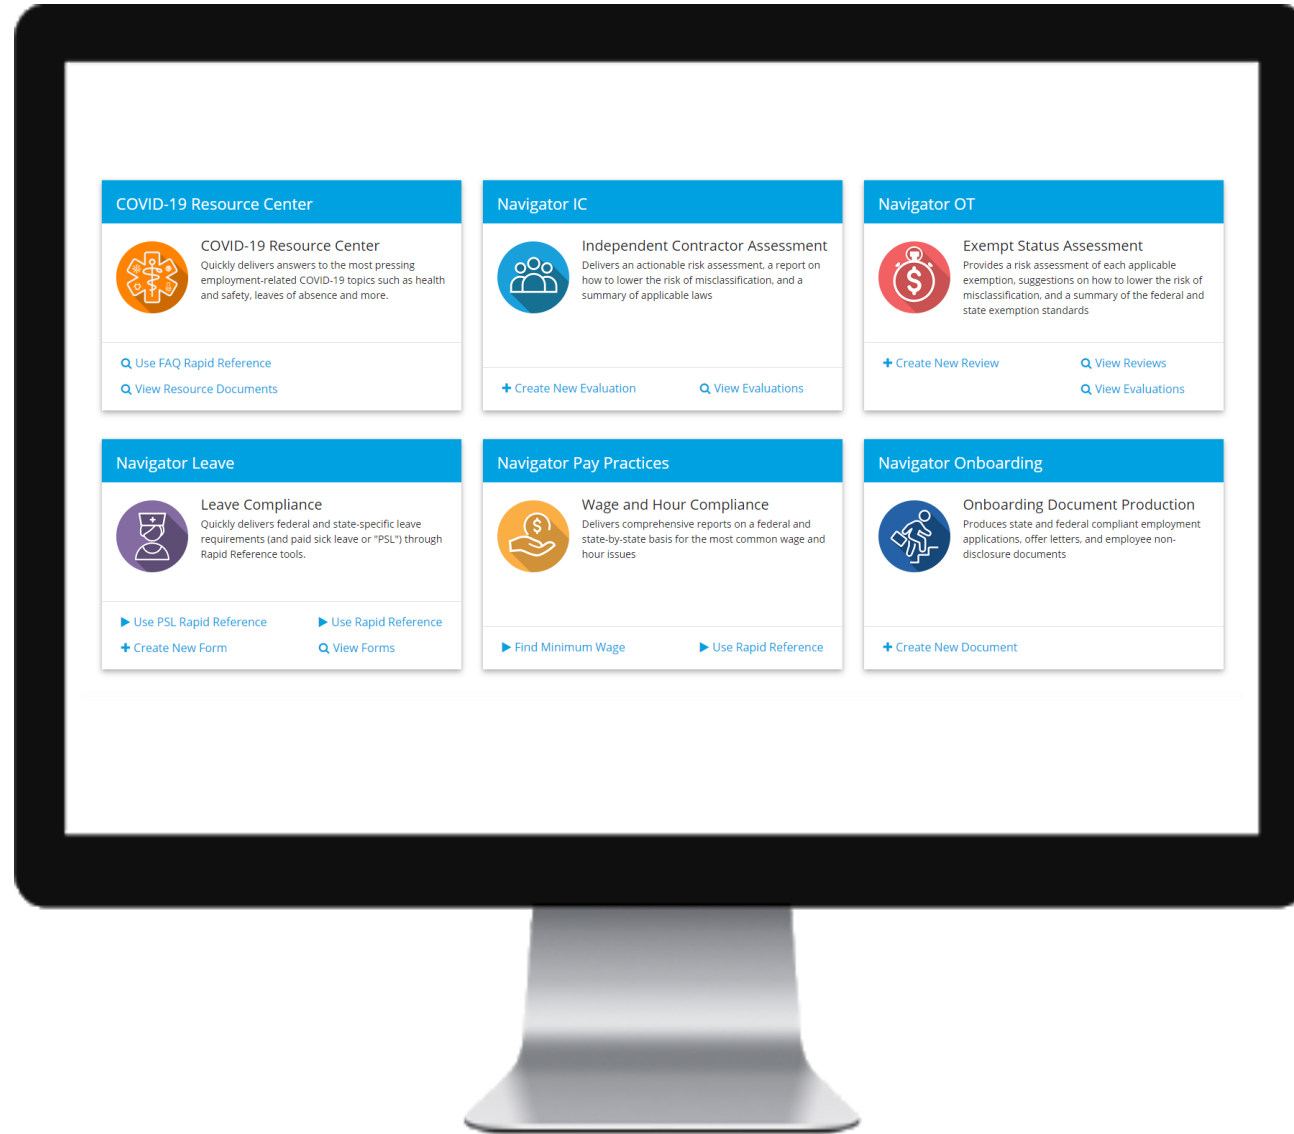 COVID-19 Resource Center
COVID-19 Resource Center
Quickly delivers answers to the most pressing
employment-related COVID-19 topics such as health
and safety, leaves of absence and more.
Use FAQ Rapid Reference
View Resource Documents
Navigator IC
Independent Contractor Assessment
Delivers an actionable risk assessment, a report on
how to lower the risk of misclassification, and a
summary of applicable laws
Create New Evaluation
View Evaluations
Navigator OT
Exempt Status Assessment
Provides a risk assessment of each applicable
exemption, suggestions on how to lower the risk of
misclassification, and a summary of the federal and
state exemption standards
Create New Review
View Reviews
View Evaluations
Navigator Leave
Leave Compliance
Quickly delivers federal and state-specific leave
requirements (and paid sick leave or "PSL") through
Rapid Reference tools.
Use PSL Rapid Reference
Use Rapid Reference
Create New Form
View Forms
Navigator Pay Practices
Wage and Hour Compliance
Delivers comprehensive reports on a federal and
state-by-state basis for the most common wage and
hour issues
Find Minimum Wage
Use Rapid Reference
Navigator Onboarding
Onboarding Document Production
Produces state and federal compliant employment
applications, offer letters, and employee non-
disclosure documents
Create New Document